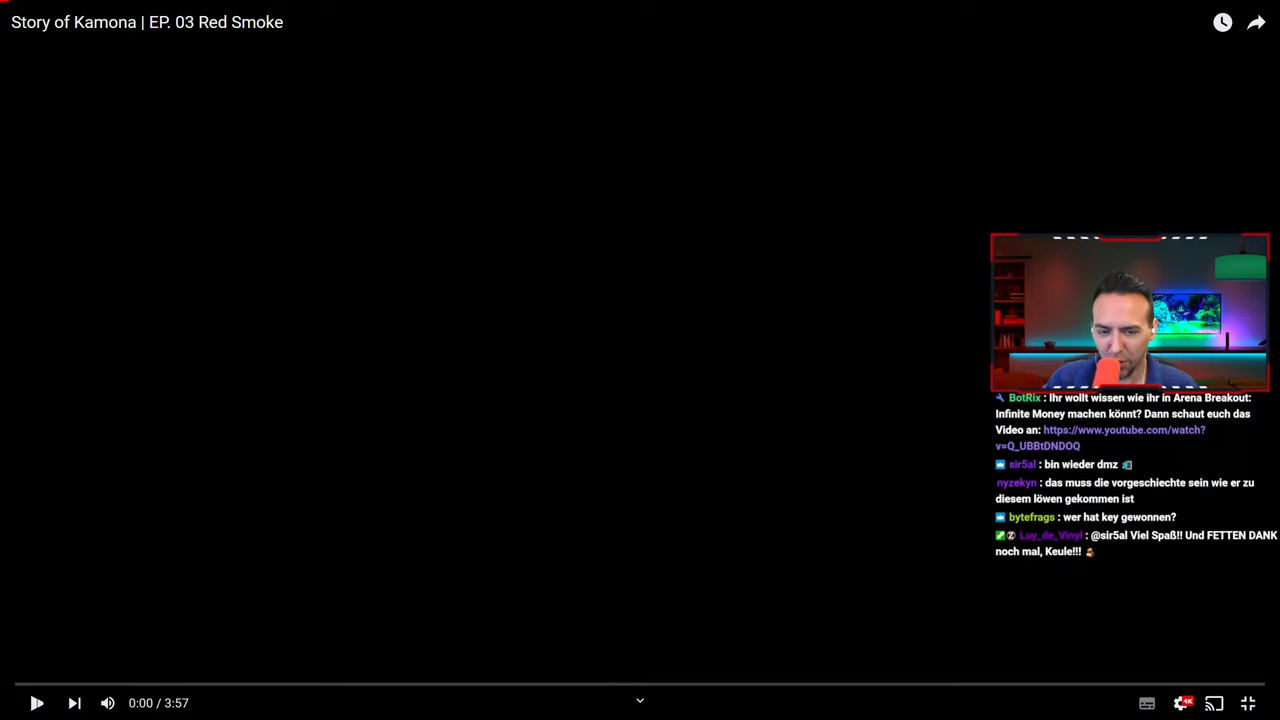 Story of Kamona | EP. 03 Red Smoke
BotRix : Ihr wollt wissen wie ihr in Arena Breakout:
Infinite Money machen könnt? Dann schaut euch das
Video an: https://www.youtube.com/watch?
v=Q_UBBtDNDOQ
sir5al : bin wieder dmz
nyzekyn : das muss die vorgeschiechte sein wie er zu
diesem löwen gekommen ist
bytefrags : wer hat key gewonnen?
Luy_de_Vinyl : @sir5al Viel Spaß!! Und FETTEN DANK
noch mal, Keule!!!
0:00 / 3:57
4K